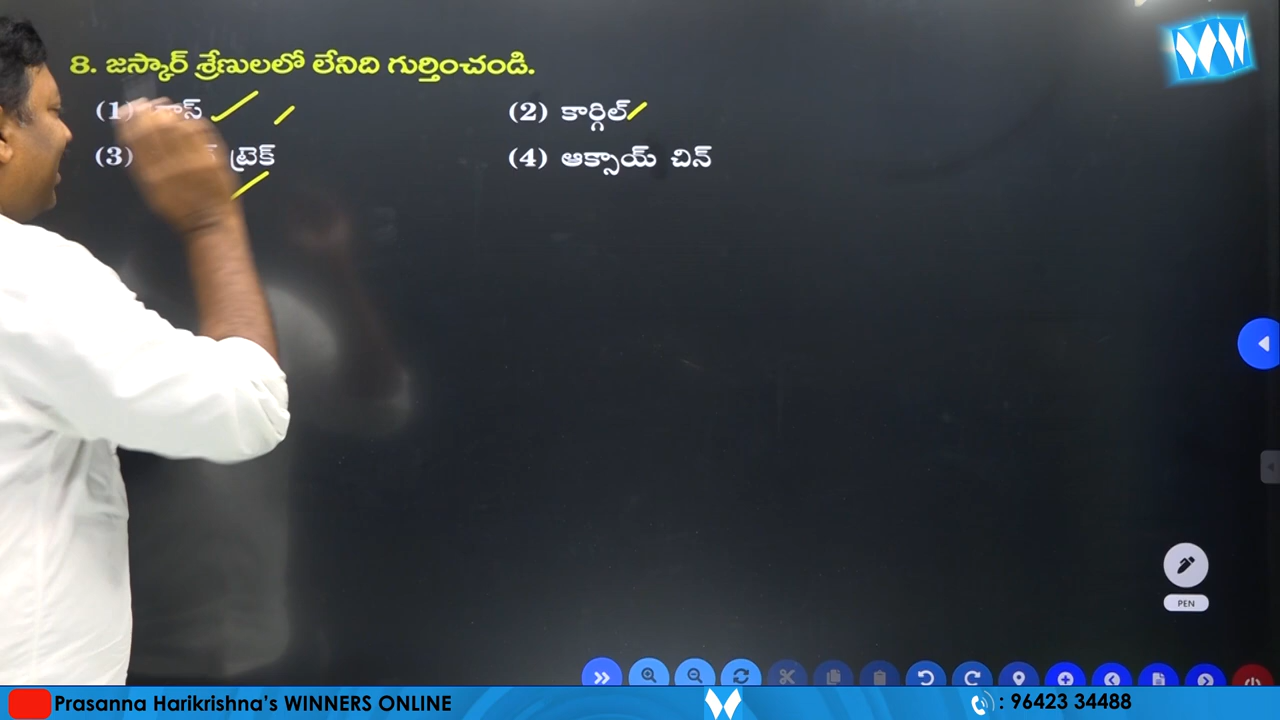 8. జస్కార్ శ్రేణులలో లేనిది గుర్తించండి.
(1)
(2) కార్గిల్
(3) ట్రెక్
(4) ఆక్సాయ్ చిన్
PEN
Prasanna Harikrishna's WINNERS ONLINE
: 96423 34488